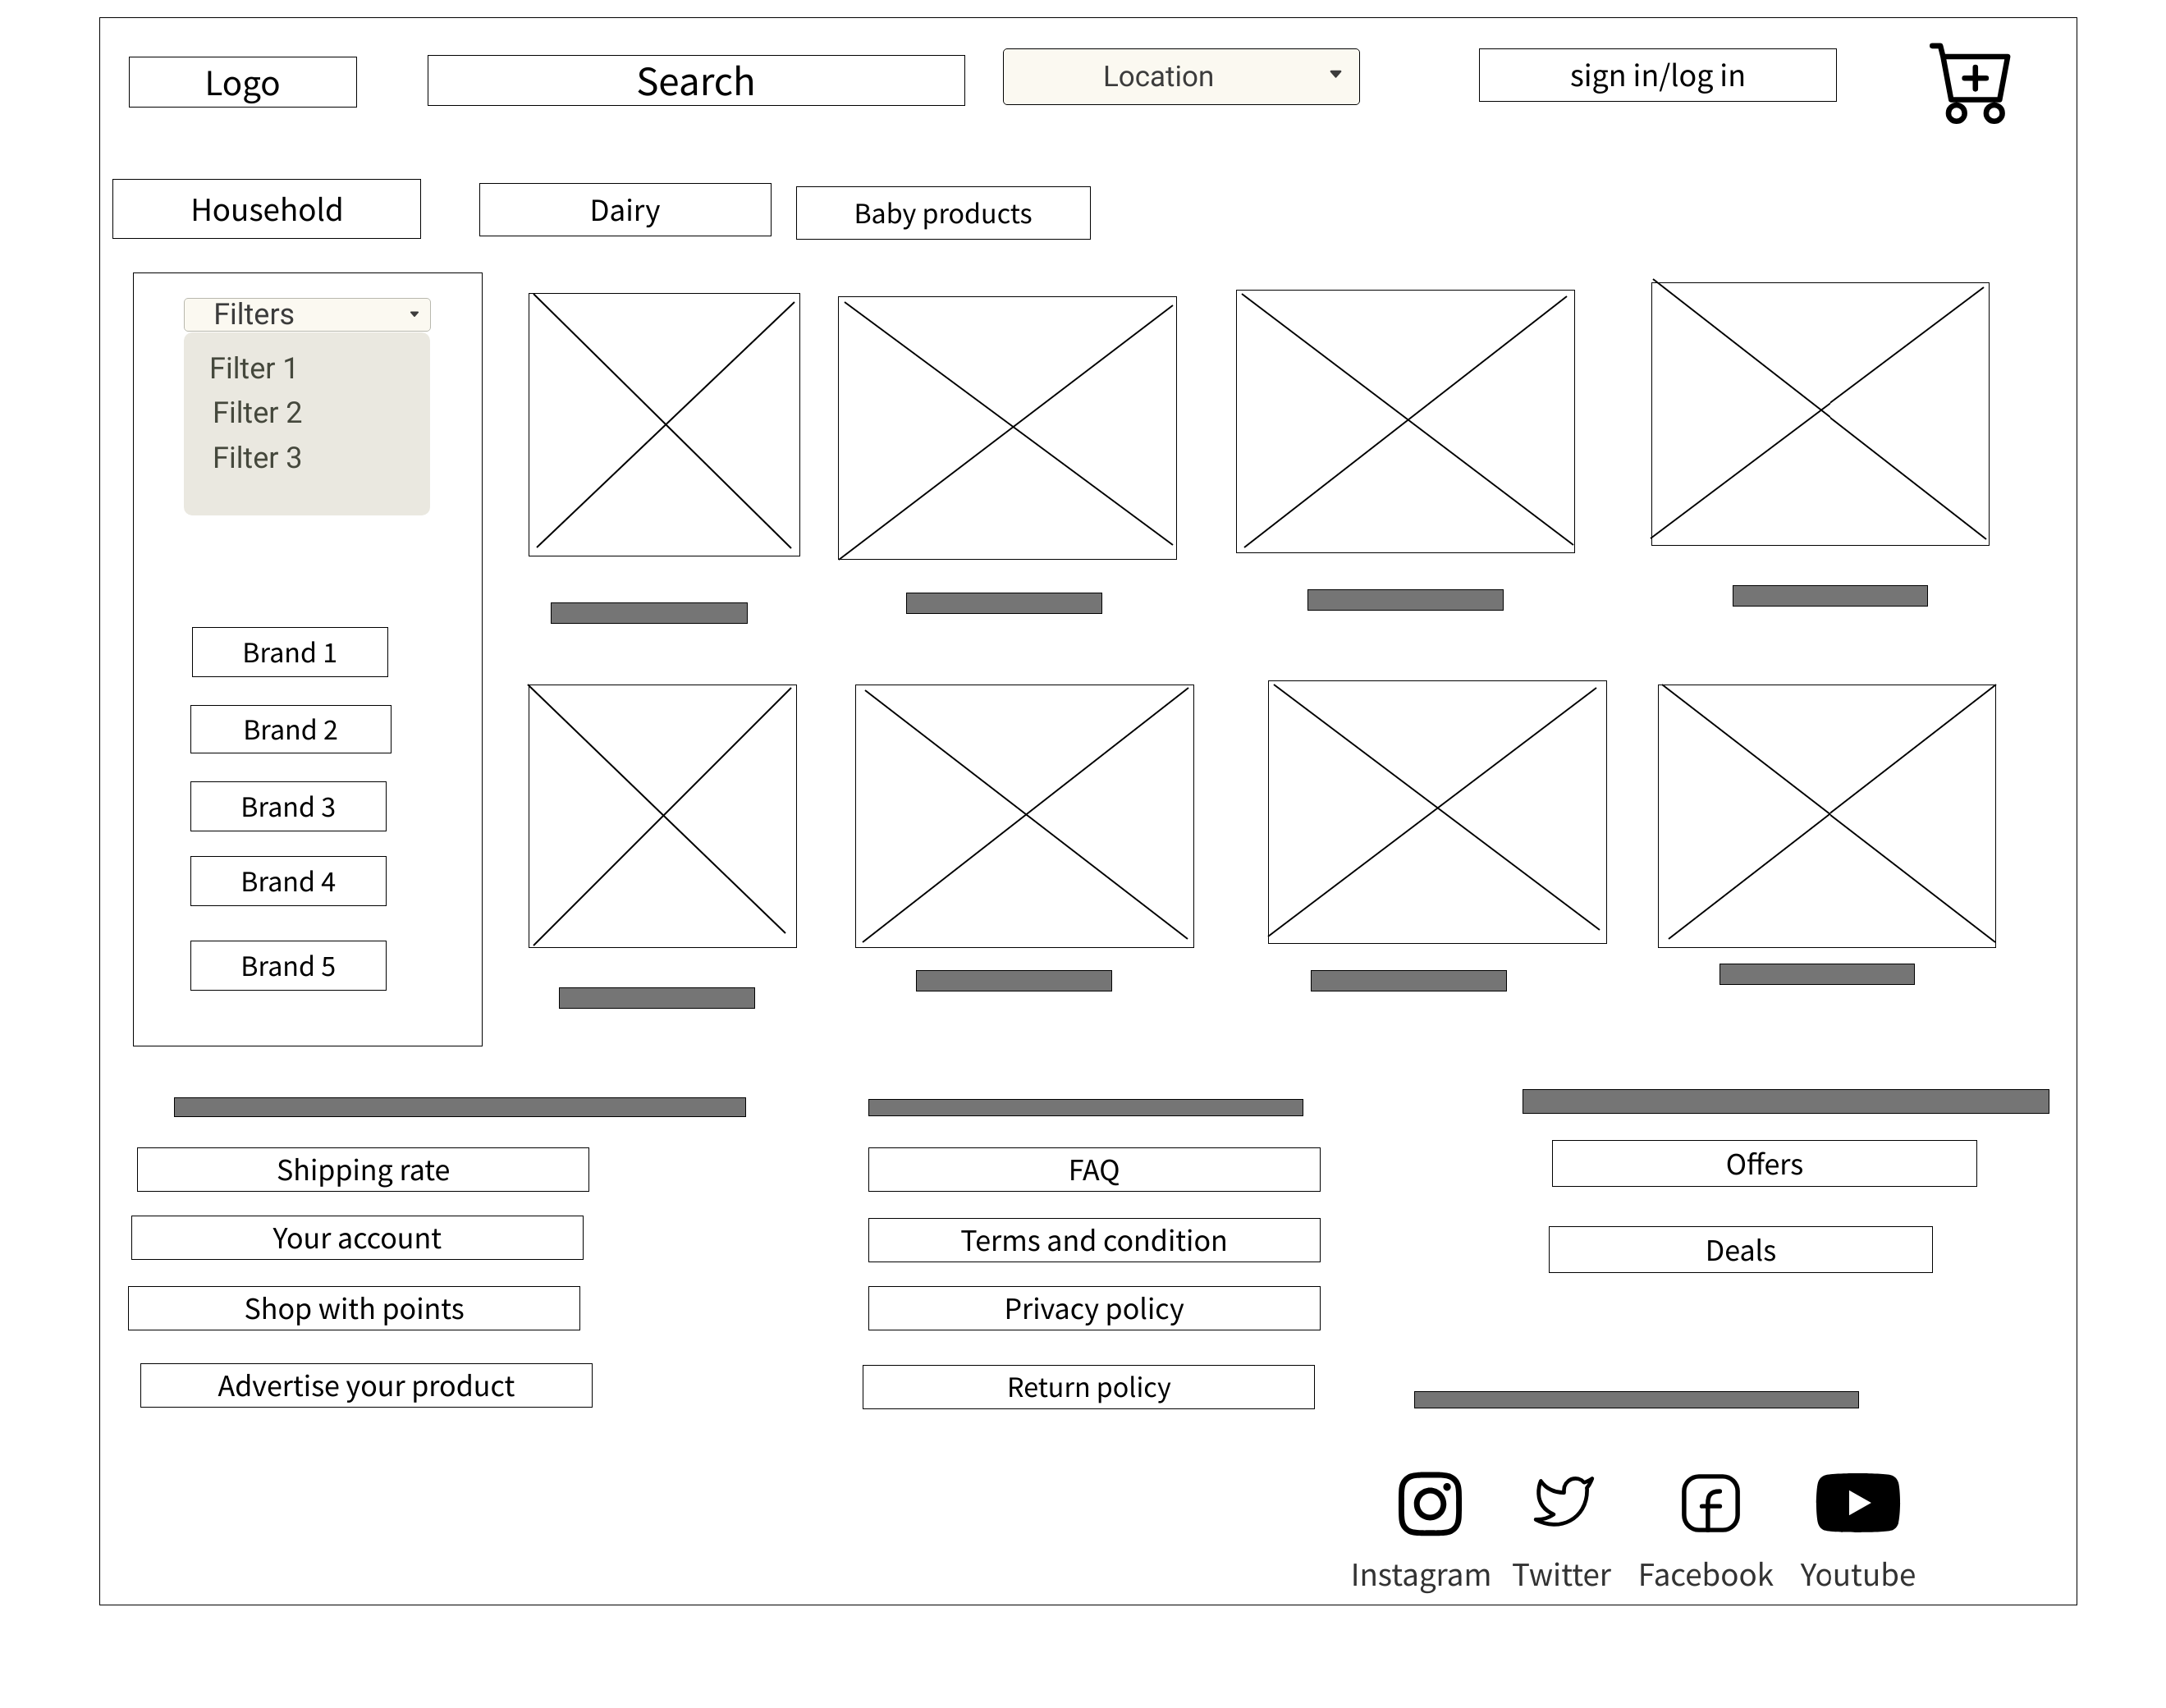 Logo
Search
Location
sign in/log in
Household
Dairy
Baby products
Filters
Filter 1
Filter 2
Filter 3
Brand 1
Brand 2
Brand 3
Brand 4
Brand 5
Shipping rate
Your account
Shop with points
Advertise your product
FAQ
Terms and condition
Privacy policy
Return policy
Offers
Deals
Instagram
Twitter
Facebook
Youtube